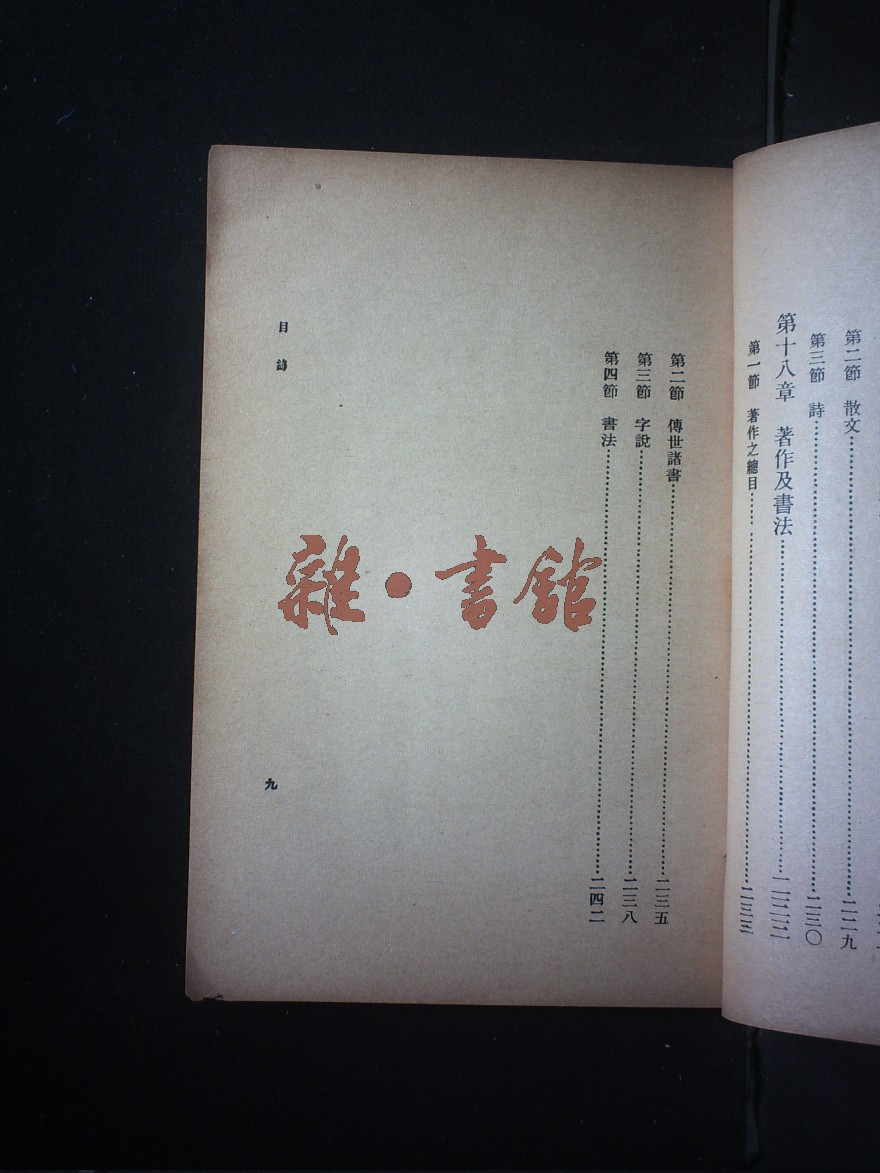 第二節 散文……二二九
第三節 詩……二三〇
第十八章 著作及書法……二三三
第一節 著作之總目……二三三
第二節 傳世諸書……二三五
第三節 字說……二三八
第四節 書法……二四二
目錄
九
雜·書館